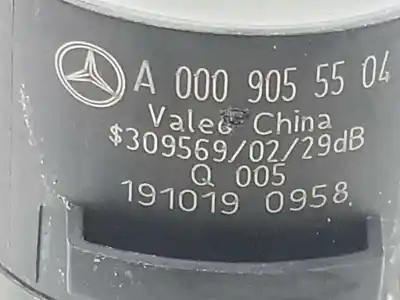 A 000 905 55 04
Valeo China
$309569/02/29dB
Q 005
191019 0958